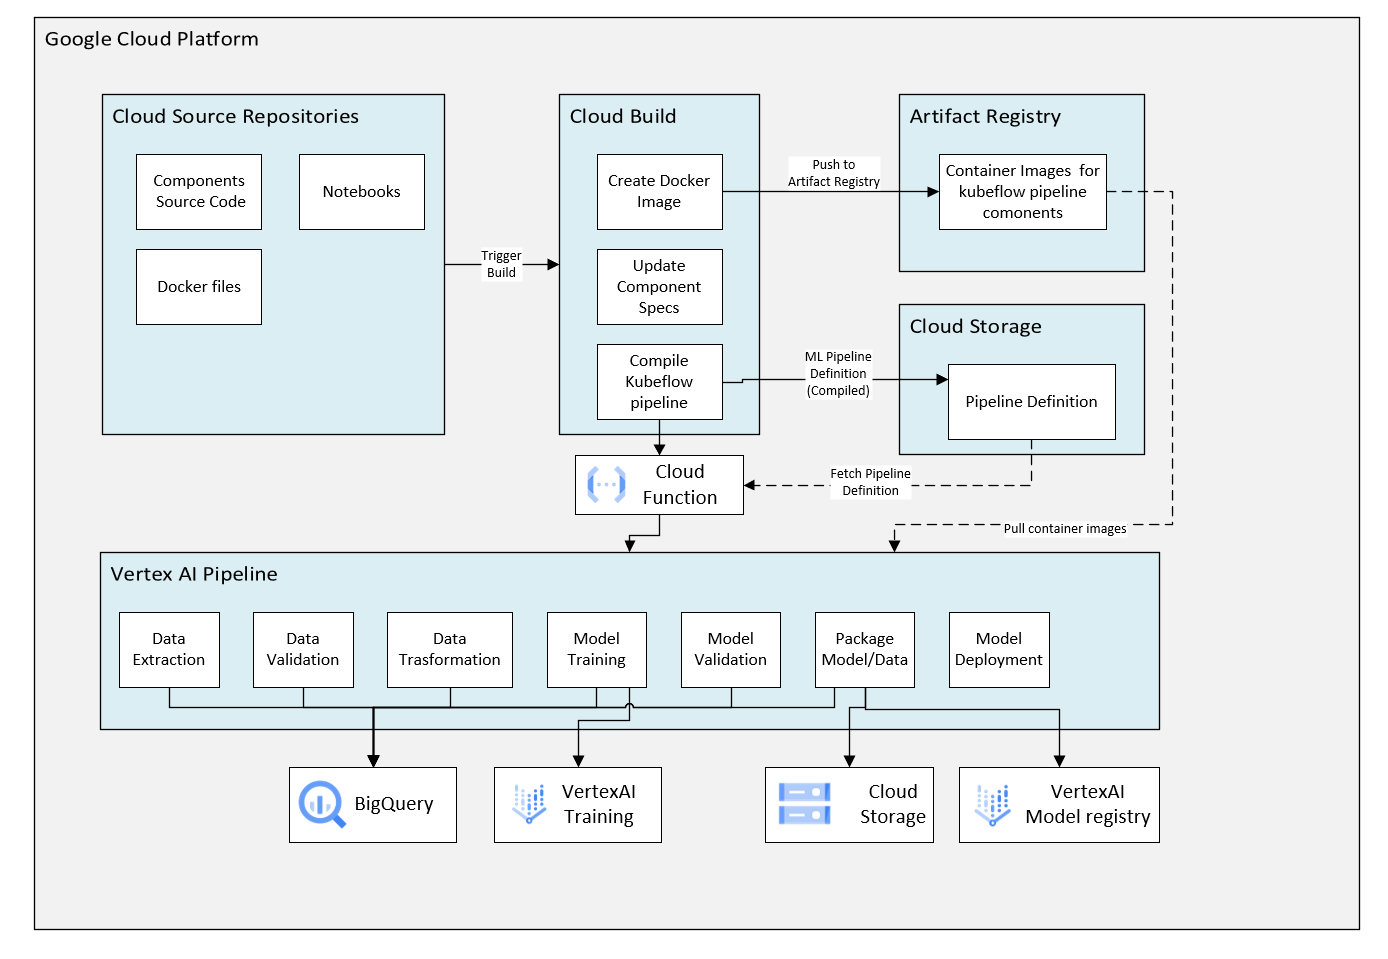 Google Cloud Platform
Cloud Source Repositories
Components
Source Code
Notebooks
Docker files
Trigger
Build
Cloud Build
Create Docker
Image
Update
Component
Specs
Compile
Kubeflow
pipeline
Push to
Artifact Registry
Artifact Registry
Container Images for
kubeflow pipeline
comonents
ML Pipeline
Definition
(Compiled)
Cloud Storage
Pipeline Definition
Cloud
Function
Fetch Pipeline
Definition
Pull container images
Vertex AI Pipeline
Data
Extraction
Data
Validation
Data
Trasformation
Model
Training
Model
Validation
Package
Model/Data
Model
Deployment
BigQuery
VertexAI
Training
Cloud
Storage
VertexAI
Model registry